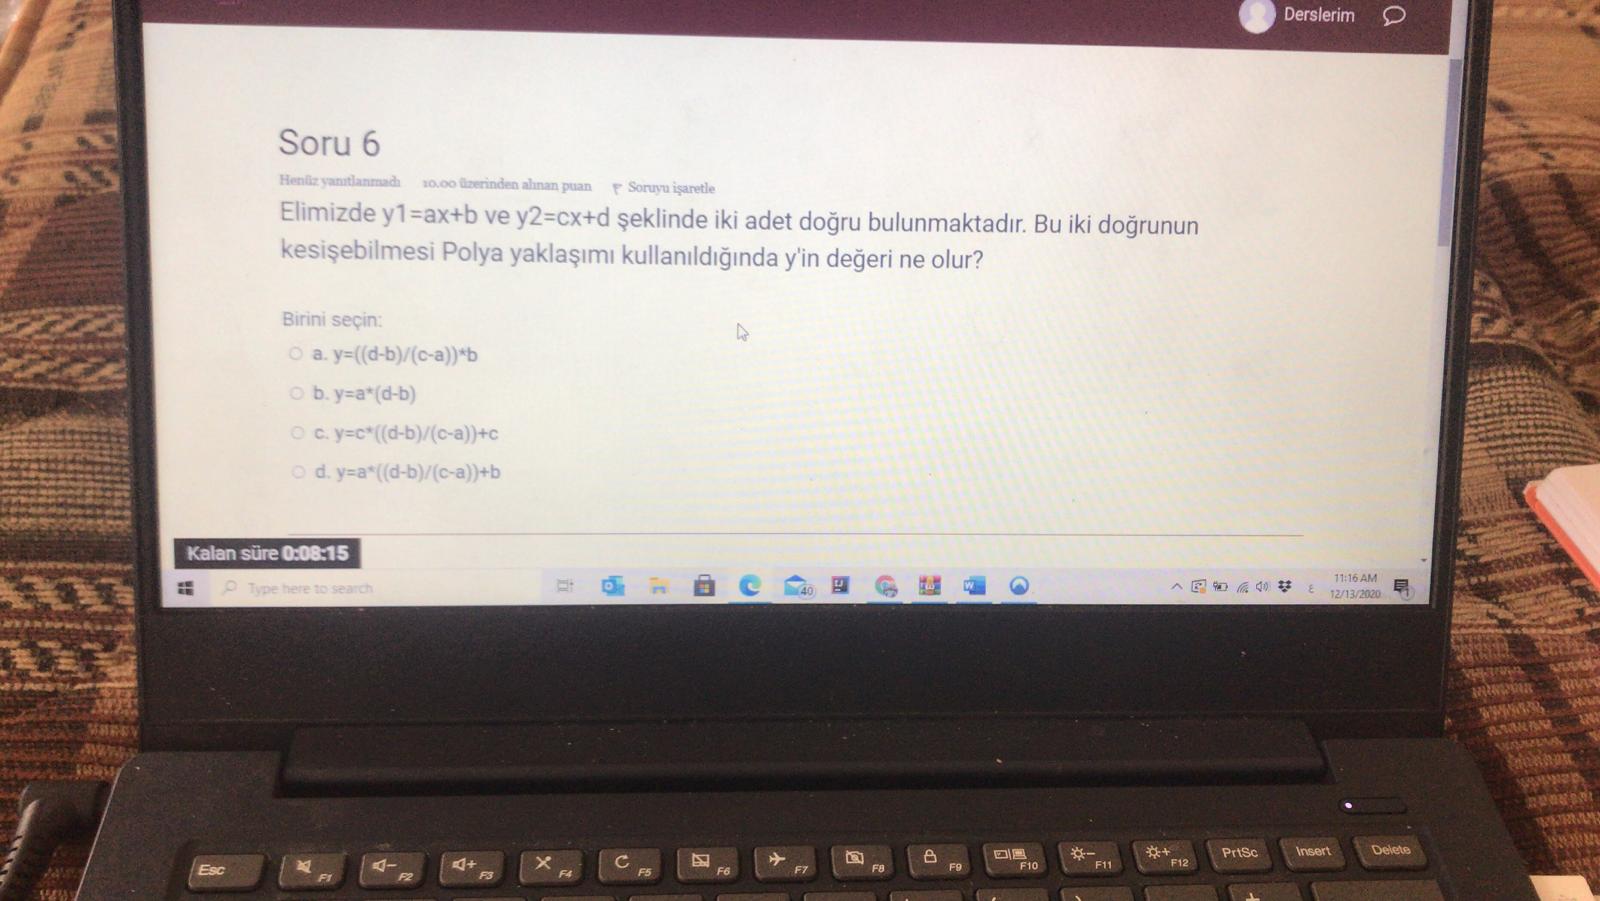 Derslerim
Soru 6
Henüz yanıtlanmadı 10.00 üzerinden alınan puan Soruyu işaretle
Elimizde y1=ax+b ve y2=cx+d şeklinde iki adet doğru bulunmaktadır. Bu iki doğrunun
kesişebilmesi Polya yaklaşımı kullanıldığında y'in değeri ne olur?
Birini seçin:
a. y=((d-b)/(c-a))*b
b. y=a*(d-b)
c. y=c*((d-b)/(c-a))+c
d. y=a*((d-b)/(c-a))+b
Kalan süre 0:08:15
Type here to search
40
ع
11:16 AM
12/13/2020
1
Esc F1 F2 F3 F4 F5 F6 F7 F8 F9 F10 F11 F12 PrtSc Insert Delete